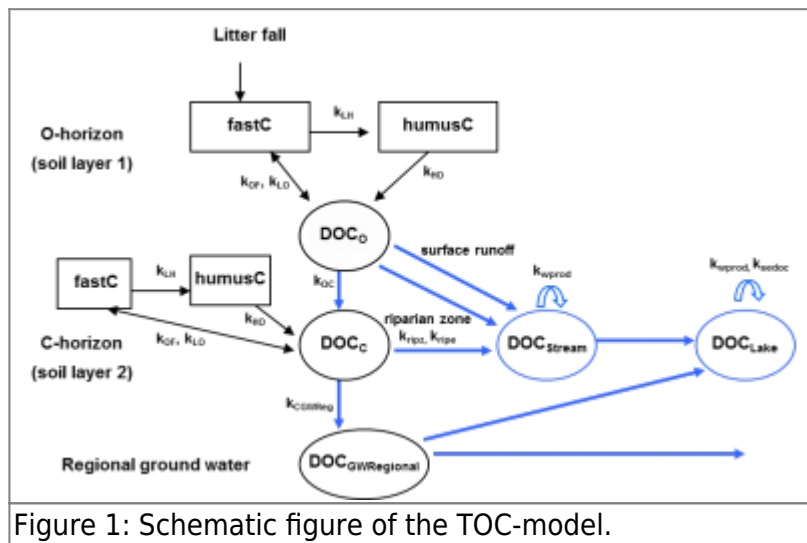 Litter fall
O-horizon
(soil layer 1)
fastC
kLH
humusC
kDF, kLD
kHD
DOCO
surface runoff
kOC
kwprod
kwprod, ksedoc
fastC
kLH
humusC
kHD
riparian zone
kripz, kripe
C-horizon
(soil layer 2)
kDF, kLD
DOCC
DOCStream
DOCLake
kCGWReg
Regional ground water
DOCGWRegional
Figure 1: Schematic figure of the TOC-model.